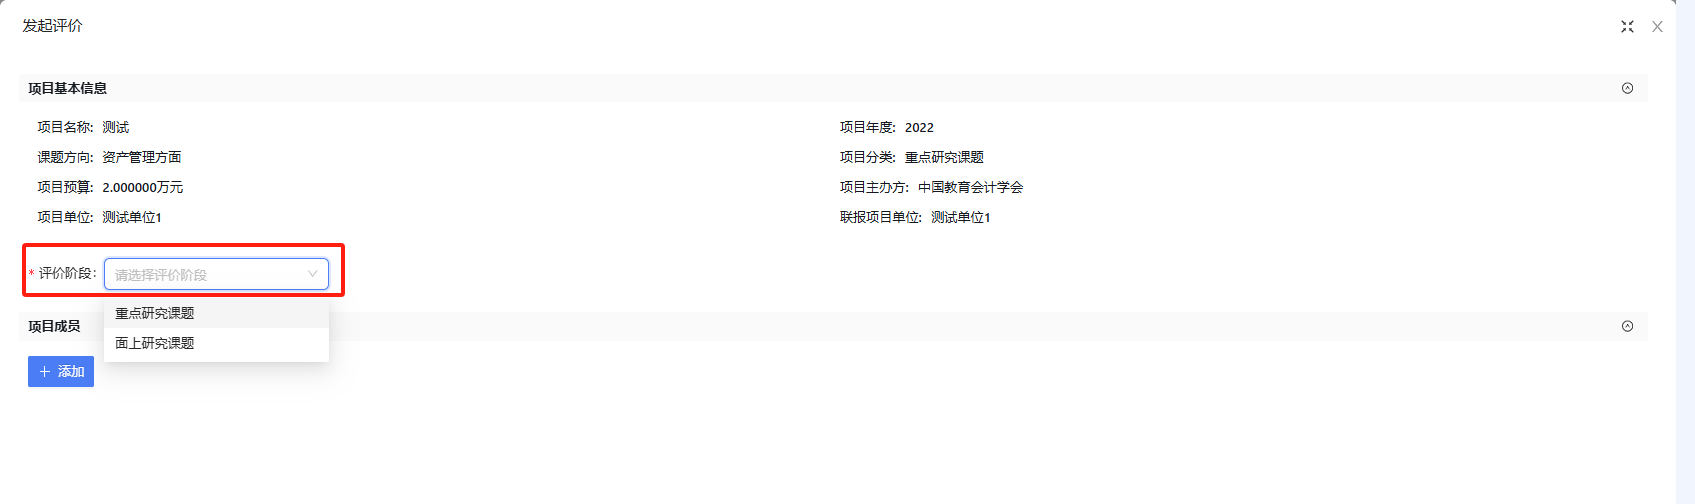 发起评价
项目基本信息
项目名称: 测试
项目年度: 2022
课题方向: 资产管理方面
项目分类: 重点研究课题
项目预算: 2.000000万元
项目主办方: 中国教育会计学会
项目单位: 测试单位1
联报项目单位: 测试单位1
* 评价阶段: 请选择评价阶段
重点研究课题
项目成员
面上研究课题
+ 添加